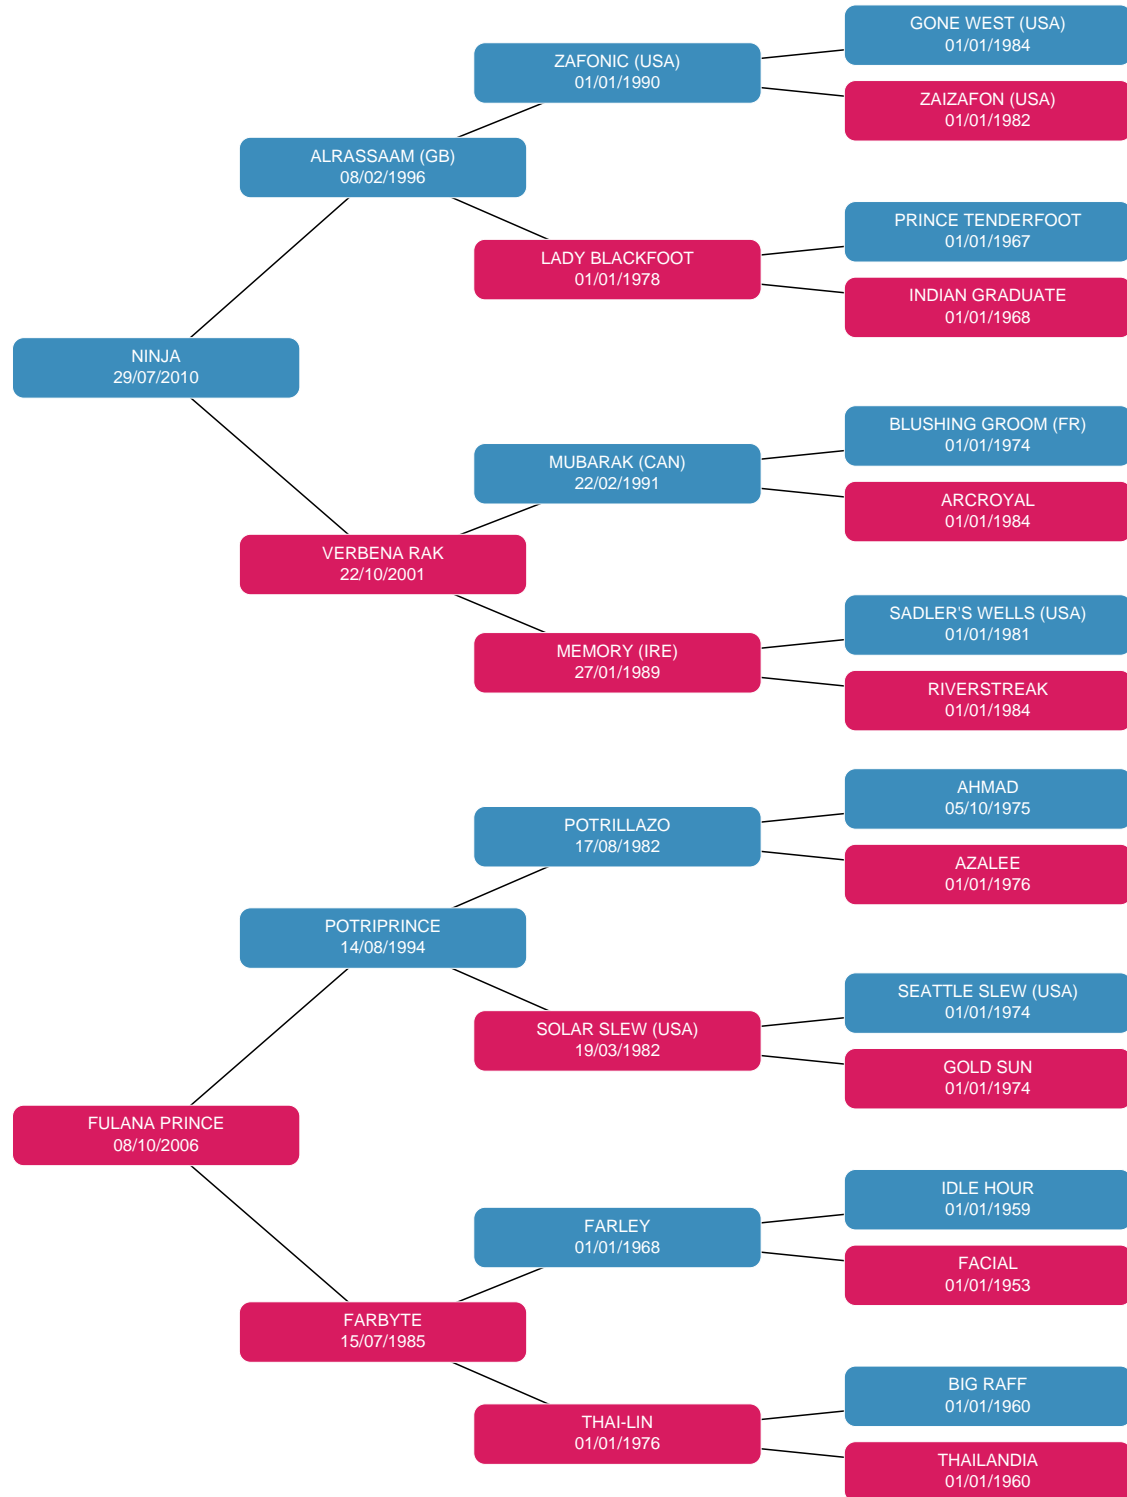 GONE WEST (USA)
01/01/1984
ZAFONIC (USA)
01/01/1990
ZAIZAFON (USA)
01/01/1982
ALRASSAAM (GB)
08/02/1996
PRINCE TENDERFOOT
01/01/1967
LADY BLACKFOOT
01/01/1978
INDIAN GRADUATE
01/01/1968
NINJA
29/07/2010
BLUSHING GROOM (FR)
01/01/1974
MUBARAK (CAN)
22/02/1991
ARCROYAL
01/01/1984
VERBENA RAK
22/10/2001
SADLER'S WELLS (USA)
01/01/1981
MEMORY (IRE)
27/01/1989
RIVERSTREAK
01/01/1984
AHMAD
05/10/1975
POTRILLAZO
17/08/1982
AZALEE
01/01/1976
POTRIPRINCE
14/08/1994
SEATTLE SLEW (USA)
01/01/1974
SOLAR SLEW (USA)
19/03/1982
GOLD SUN
01/01/1974
FULANA PRINCE
08/10/2006
IDLE HOUR
01/01/1959
FARLEY
01/01/1968
FACIAL
01/01/1953
FARBYTE
15/07/1985
BIG RAFF
01/01/1960
THAI-LIN
01/01/1976
THAILANDIA
01/01/1960